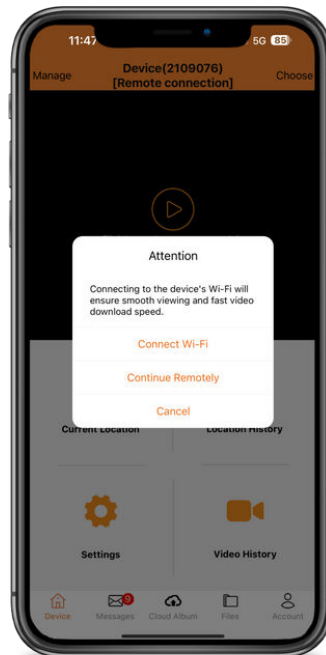 11:47
5G 85
Manage
Device(2109076)
[Remote connection]
Choose
Attention
Connecting to the device's Wi-Fi will
ensure smooth viewing and fast video
download speed.
Connect Wi-Fi
Continue Remotely
Cancel
Current Location
Location History
Settings
Video History
9
Device
Messages
Cloud Album
Files
Account